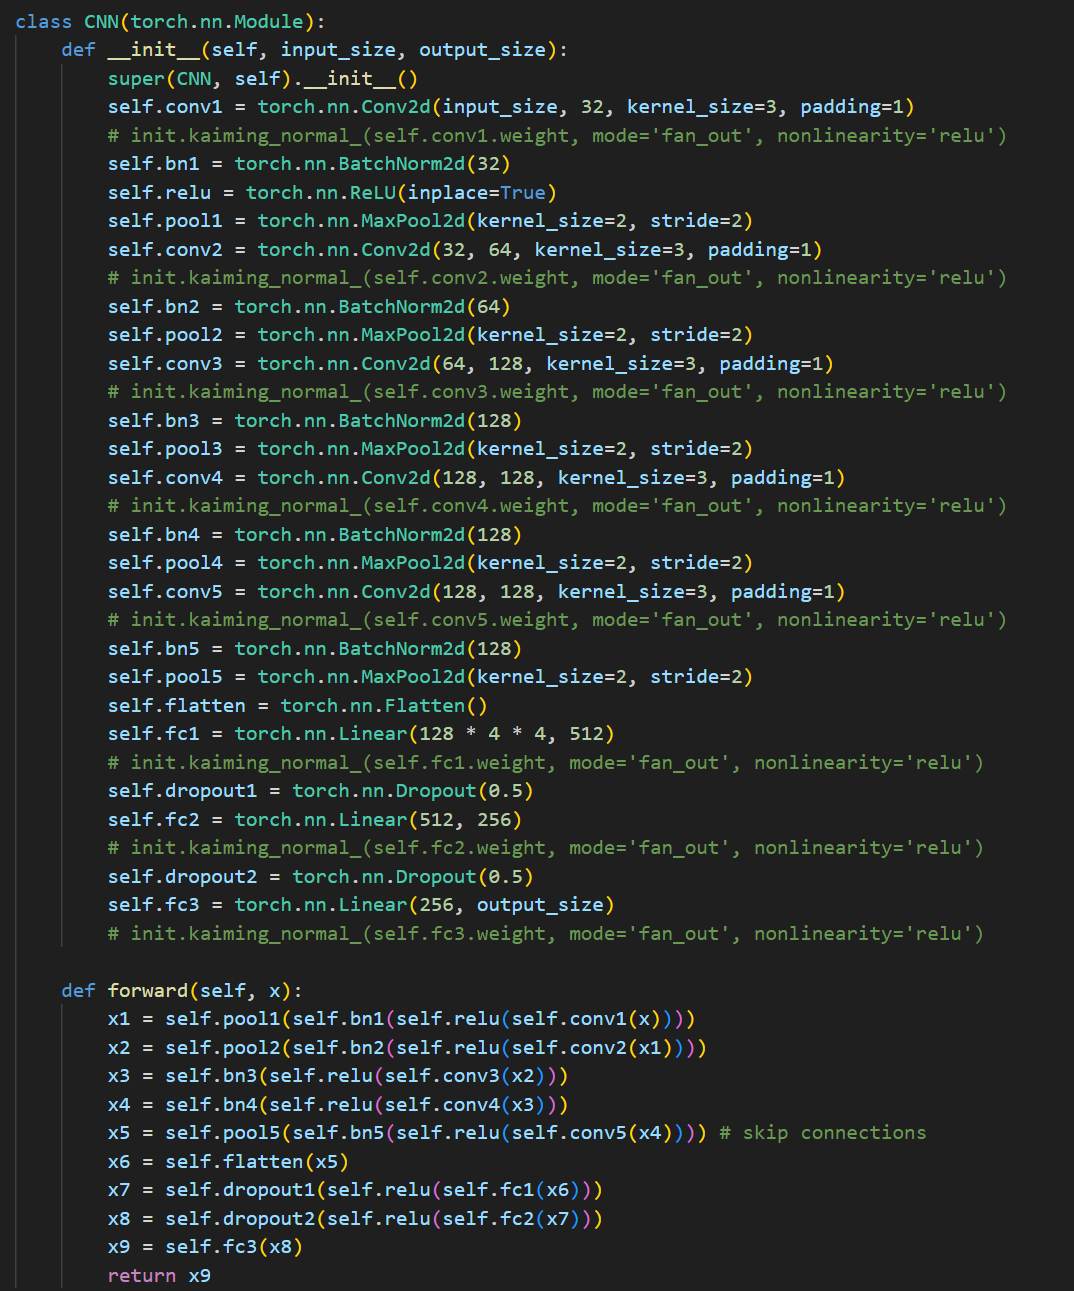 class CNN(torch.nn.Module):
    def __init__(self, input_size, output_size):
        super(CNN, self).__init__()
        self.conv1 = torch.nn.Conv2d(input_size, 32, kernel_size=3, padding=1)
        # init.kaiming_normal_(self.conv1.weight, mode='fan_out', nonlinearity='relu')
        self.bn1 = torch.nn.BatchNorm2d(32)
        self.relu = torch.nn.ReLU(inplace=True)
        self.pool1 = torch.nn.MaxPool2d(kernel_size=2, stride=2)
        self.conv2 = torch.nn.Conv2d(32, 64, kernel_size=3, padding=1)
        # init.kaiming_normal_(self.conv2.weight, mode='fan_out', nonlinearity='relu')
        self.bn2 = torch.nn.BatchNorm2d(64)
        self.pool2 = torch.nn.MaxPool2d(kernel_size=2, stride=2)
        self.conv3 = torch.nn.Conv2d(64, 128, kernel_size=3, padding=1)
        # init.kaiming_normal_(self.conv3.weight, mode='fan_out', nonlinearity='relu')
        self.bn3 = torch.nn.BatchNorm2d(128)
        self.pool3 = torch.nn.MaxPool2d(kernel_size=2, stride=2)
        self.conv4 = torch.nn.Conv2d(128, 128, kernel_size=3, padding=1)
        # init.kaiming_normal_(self.conv4.weight, mode='fan_out', nonlinearity='relu')
        self.bn4 = torch.nn.BatchNorm2d(128)
        self.pool4 = torch.nn.MaxPool2d(kernel_size=2, stride=2)
        self.conv5 = torch.nn.Conv2d(128, 128, kernel_size=3, padding=1)
        # init.kaiming_normal_(self.conv5.weight, mode='fan_out', nonlinearity='relu')
        self.bn5 = torch.nn.BatchNorm2d(128)
        self.pool5 = torch.nn.MaxPool2d(kernel_size=2, stride=2)
        self.flatten = torch.nn.Flatten()
        self.fc1 = torch.nn.Linear(128 * 4 * 4, 512)
        # init.kaiming_normal_(self.fc1.weight, mode='fan_out', nonlinearity='relu')
        self.dropout1 = torch.nn.Dropout(0.5)
        self.fc2 = torch.nn.Linear(512, 256)
        # init.kaiming_normal_(self.fc2.weight, mode='fan_out', nonlinearity='relu')
        self.dropout2 = torch.nn.Dropout(0.5)
        self.fc3 = torch.nn.Linear(256, output_size)
        # init.kaiming_normal_(self.fc3.weight, mode='fan_out', nonlinearity='relu')

    def forward(self, x):
        x1 = self.pool1(self.bn1(self.relu(self.conv1(x))))
        x2 = self.pool2(self.bn2(self.relu(self.conv2(x1))))
        x3 = self.bn3(self.relu(self.conv3(x2)))
        x4 = self.bn4(self.relu(self.conv4(x3)))
        x5 = self.pool5(self.bn5(self.relu(self.conv5(x4)))) # skip connections
        x6 = self.flatten(x5)
        x7 = self.dropout1(self.relu(self.fc1(x6)))
        x8 = self.dropout2(self.relu(self.fc2(x7)))
        x9 = self.fc3(x8)
        return x9